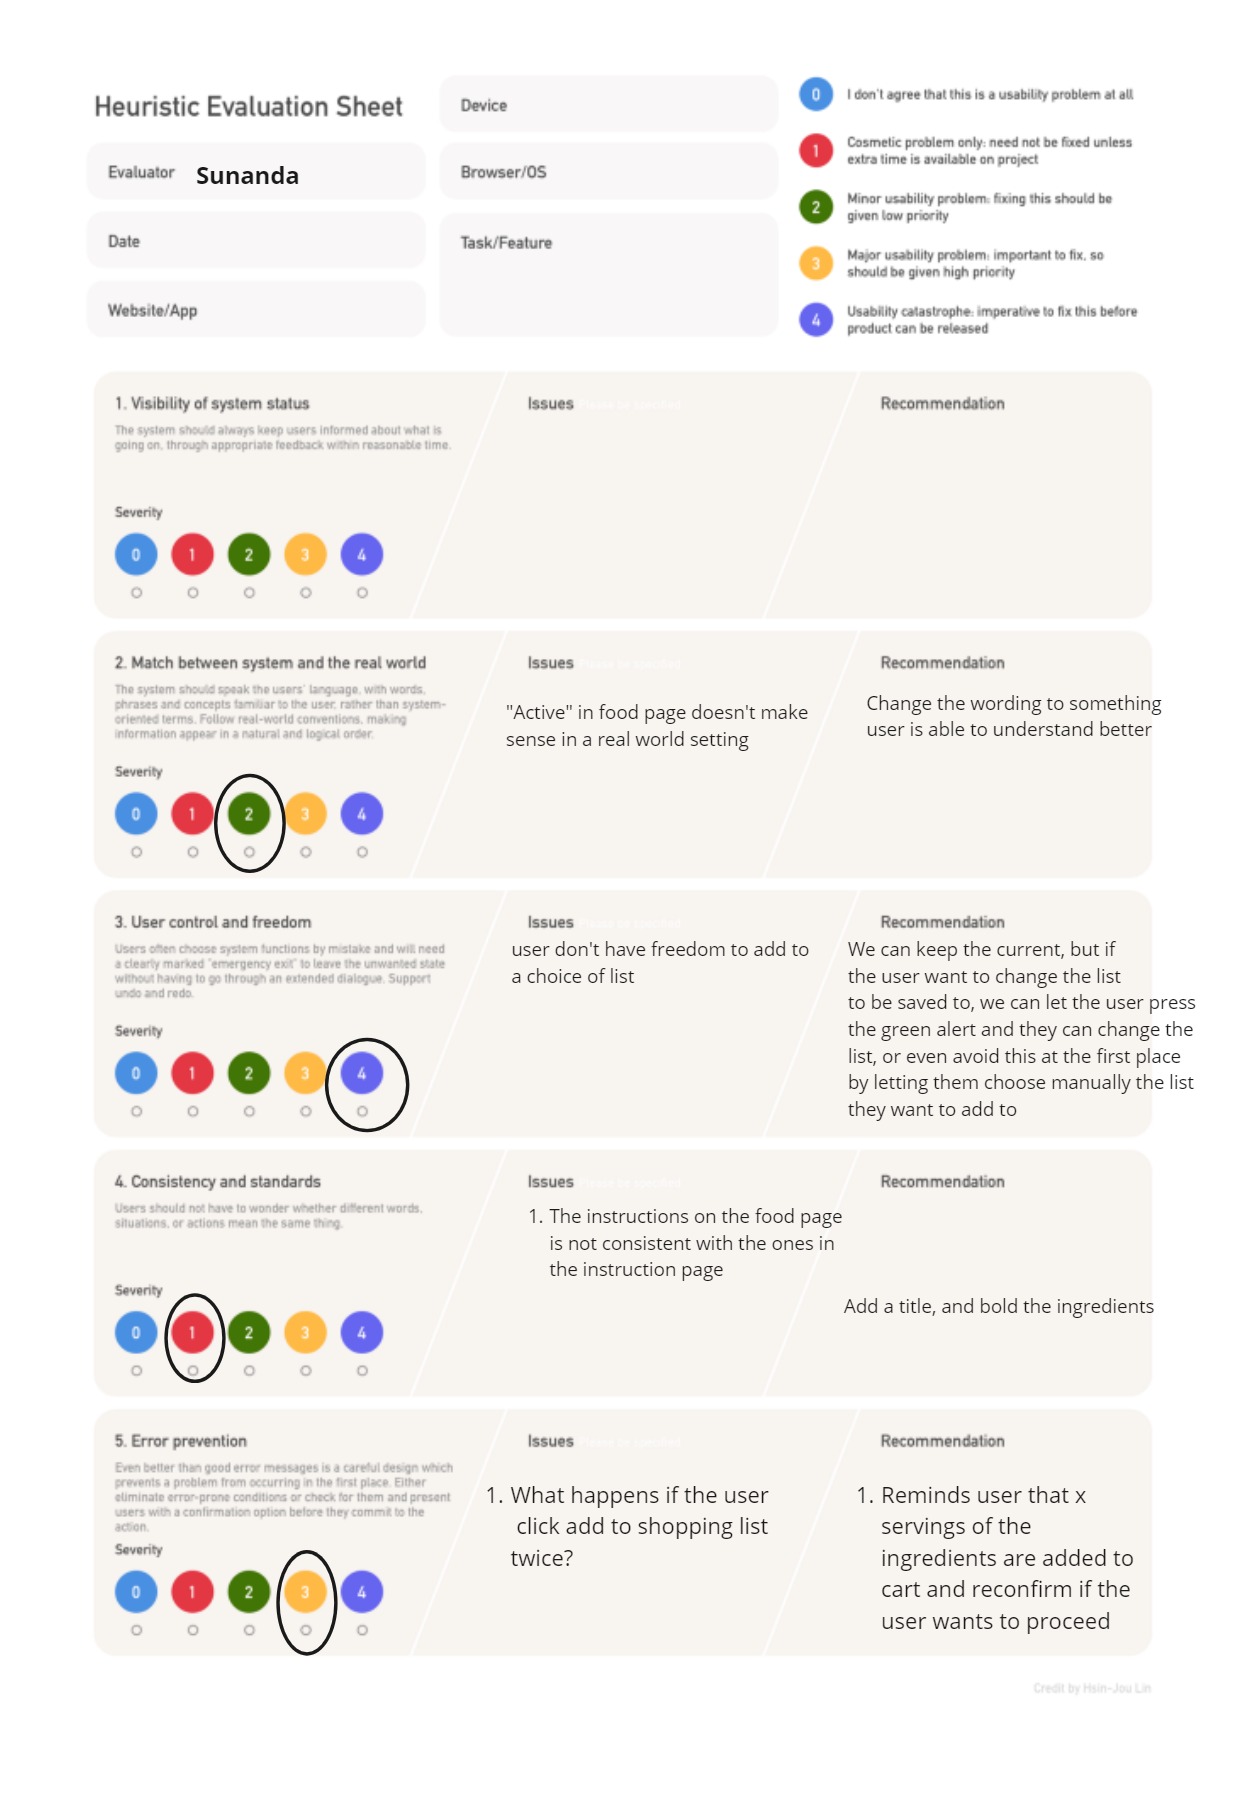 Heuristic Evaluation Sheet
Evaluator Sunanda
Date
Website/App
Device
Browser/OS
Task/Feature
0 I don't agree that this is a usability problem at all
1 Cosmetic problem only: need not be fixed unless
extra time is available on project
2 Minor usability problem: fixing this should be
given low priority
3 Major usability problem: important to fix, so
should be given high priority
4 Usability catastrophe: imperative to fix this before
product can be released
1. Visibility of system status
The system should always keep users informed about what is
going on, through appropriate feedback within reasonable time.
Severity
0 1 2 3 4
Issues Please be specified
Recommendation
2. Match between system and the real world
The system should speak the users' language, with words,
phrases and concepts familiar to the user, rather than system-
oriented terms. Follow real-world conventions, making
information appear in a natural and logical order.
Severity
0 1 2 3 4
Issues Please be specified
"Active" in food page doesn't make
sense in a real world setting
Recommendation
Change the wording to something
user is able to understand better
3. User control and freedom
Users often choose system functions by mistake and will need
a clearly marked "emergency exit" to leave the unwanted state
without having to go through an extended dialogue. Support
undo and redo.
Severity
0 1 2 3 4
Issues Please be specified
user don't have freedom to add to
a choice of list
Recommendation
We can keep the current, but if
the user want to change the list
to be saved to, we can let the user press
the green alert and they can change the
list, or even avoid this at the first place
by letting them choose manually the list
they want to add to
4. Consistency and standards
Users should not have to wonder whether different words,
situations, or actions mean the same thing.
Severity
0 1 2 3 4
Issues Please be specified
1. The instructions on the food page
is not consistent with the ones in
the instruction page
Recommendation
Add a title, and bold the ingredients
5. Error prevention
Even better than good error messages is a careful design which
prevents a problem from occurring in the first place. Either
eliminate error-prone conditions or check for them and present
users with a confirmation option before they commit to the
action.
Severity
0 1 2 3 4
Issues Please be specified
1. What happens if the user
click add to shopping list
twice?
Recommendation
1. Reminds user that x
servings of the
ingredients are added to
cart and reconfirm if the
user wants to proceed
Credit by Hsin-Jou Lin